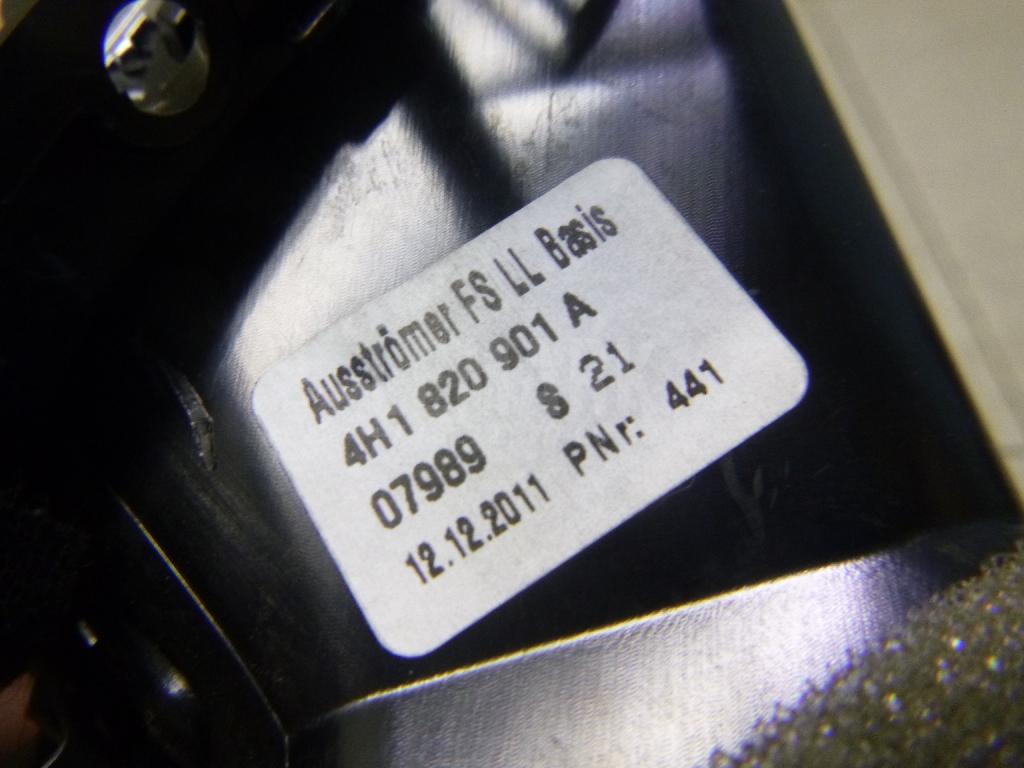 Ausströmer FS LL Basis
4H1 820 901 A
07989 S 21
12.12.2011 PNr: 441